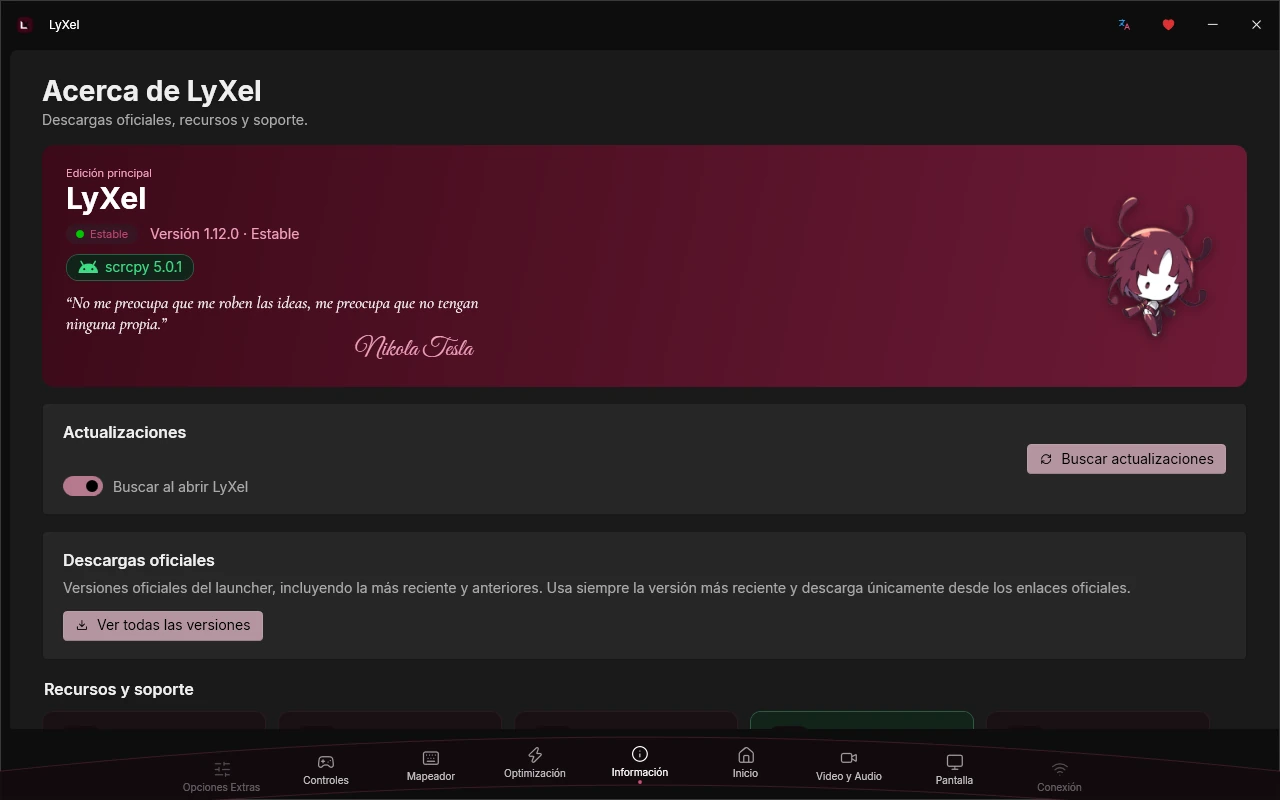 LyXel
Acerca de LyXel
Descargas oficiales, recursos y soporte.
Edición principal
LyXel
Estable
Versión 1.12.0 · Estable
scrcpy 5.0.1
“No me preocupa que me roben las ideas, me preocupa que no tengan
ninguna propia.”
Nikola Tesla
Actualizaciones
Buscar actualizaciones
Buscar al abrir LyXel
Descargas oficiales
Versiones oficiales del launcher, incluyendo la más reciente y anteriores. Usa siempre la versión más reciente y descarga únicamente desde los enlaces oficiales.
Ver todas las versiones
Recursos y soporte
Opciones Extras
Controles
Mapeador
Optimización
Información
Inicio
Video y Audio
Pantalla
Conexión